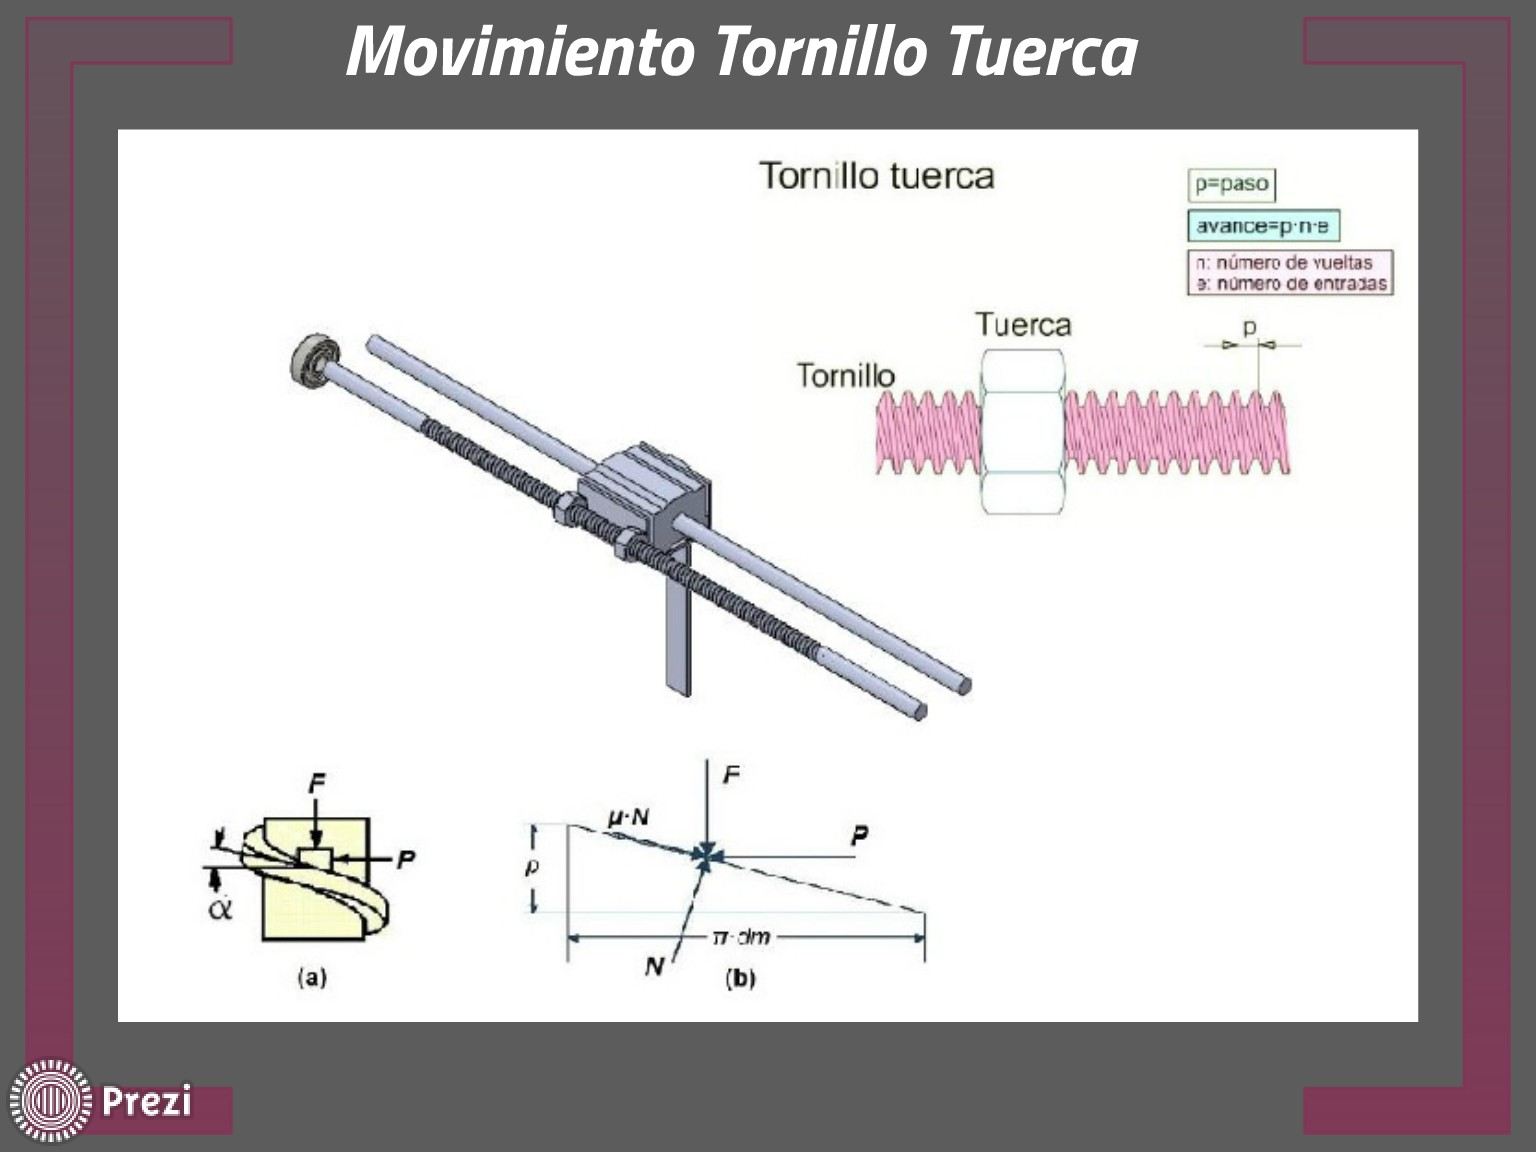 Movimiento Tornillo Tuerca
Tornillo tuerca
p=paso
avance=p·n·e
n: número de vueltas
e: número de entradas
Tuerca
p
Tornillo
F
P
α
(a)
F
μ·N
P
p
π·dm
N
(b)
Prezi